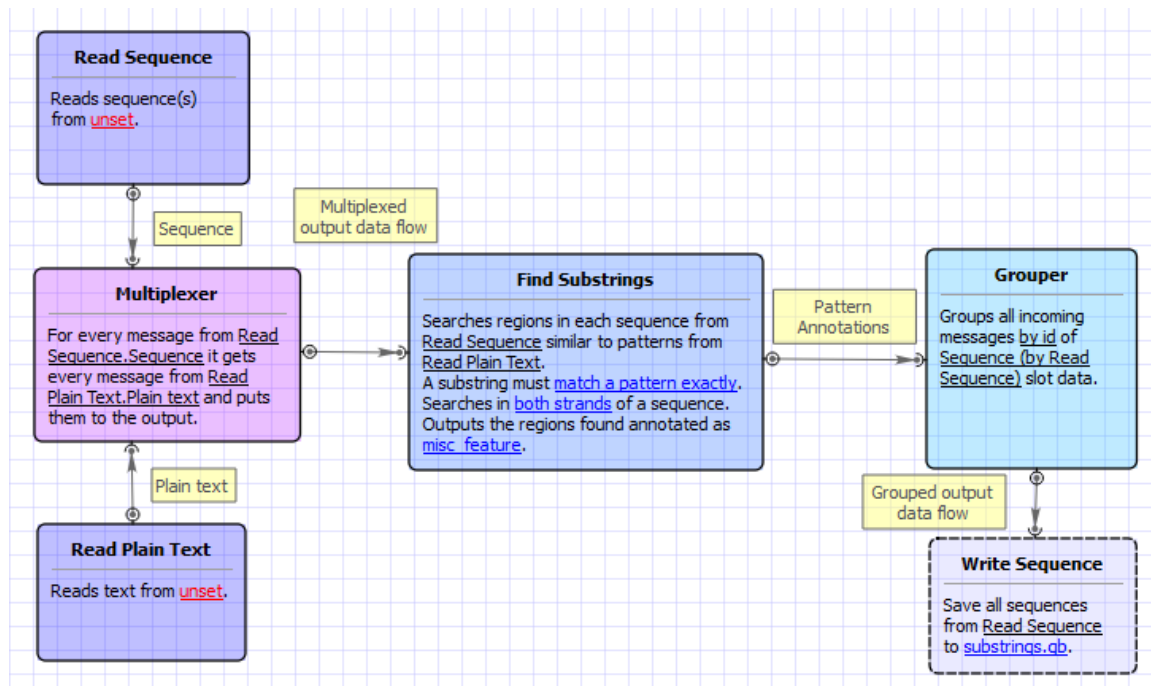 Read Sequence
Reads sequence(s)
from unset.
Sequence
Multiplexed
output data flow
Multiplexer
For every message from Read
Sequence.Sequence it gets
every message from Read
Plain Text.Plain text and puts
them to the output.
Plain text
Read Plain Text
Reads text from unset.
Find Substrings
Searches regions in each sequence from
Read Sequence similar to patterns from
Read Plain Text.
A substring must match a pattern exactly.
Searches in both strands of a sequence.
Outputs the regions found annotated as
misc_feature.
Pattern
Annotations
Grouper
Groups all incoming
messages by id of
Sequence (by Read
Sequence) slot data.
Grouped output
data flow
Write Sequence
Save all sequences
from Read Sequence
to substrings.gb.